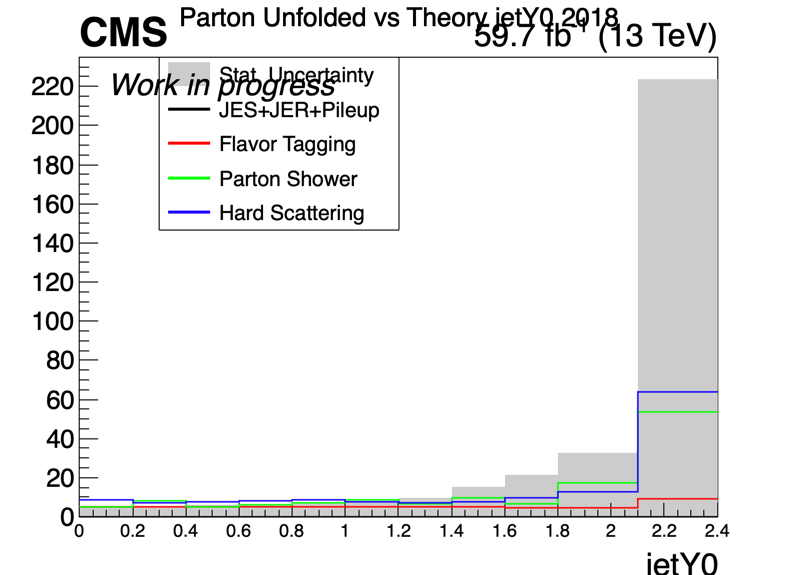 Parton Unfolded vs Theory jetY0 2018
CMS
59.7 fb⁻¹ (13 TeV)
Work in progress
Stat. Uncertainty
JES+JER+Pileup
Flavor Tagging
Parton Shower
Hard Scattering
220
200
180
160
140
120
100
80
60
40
20
0
0 0.2 0.4 0.6 0.8 1 1.2 1.4 1.6 1.8 2 2.2 2.4
jetY0